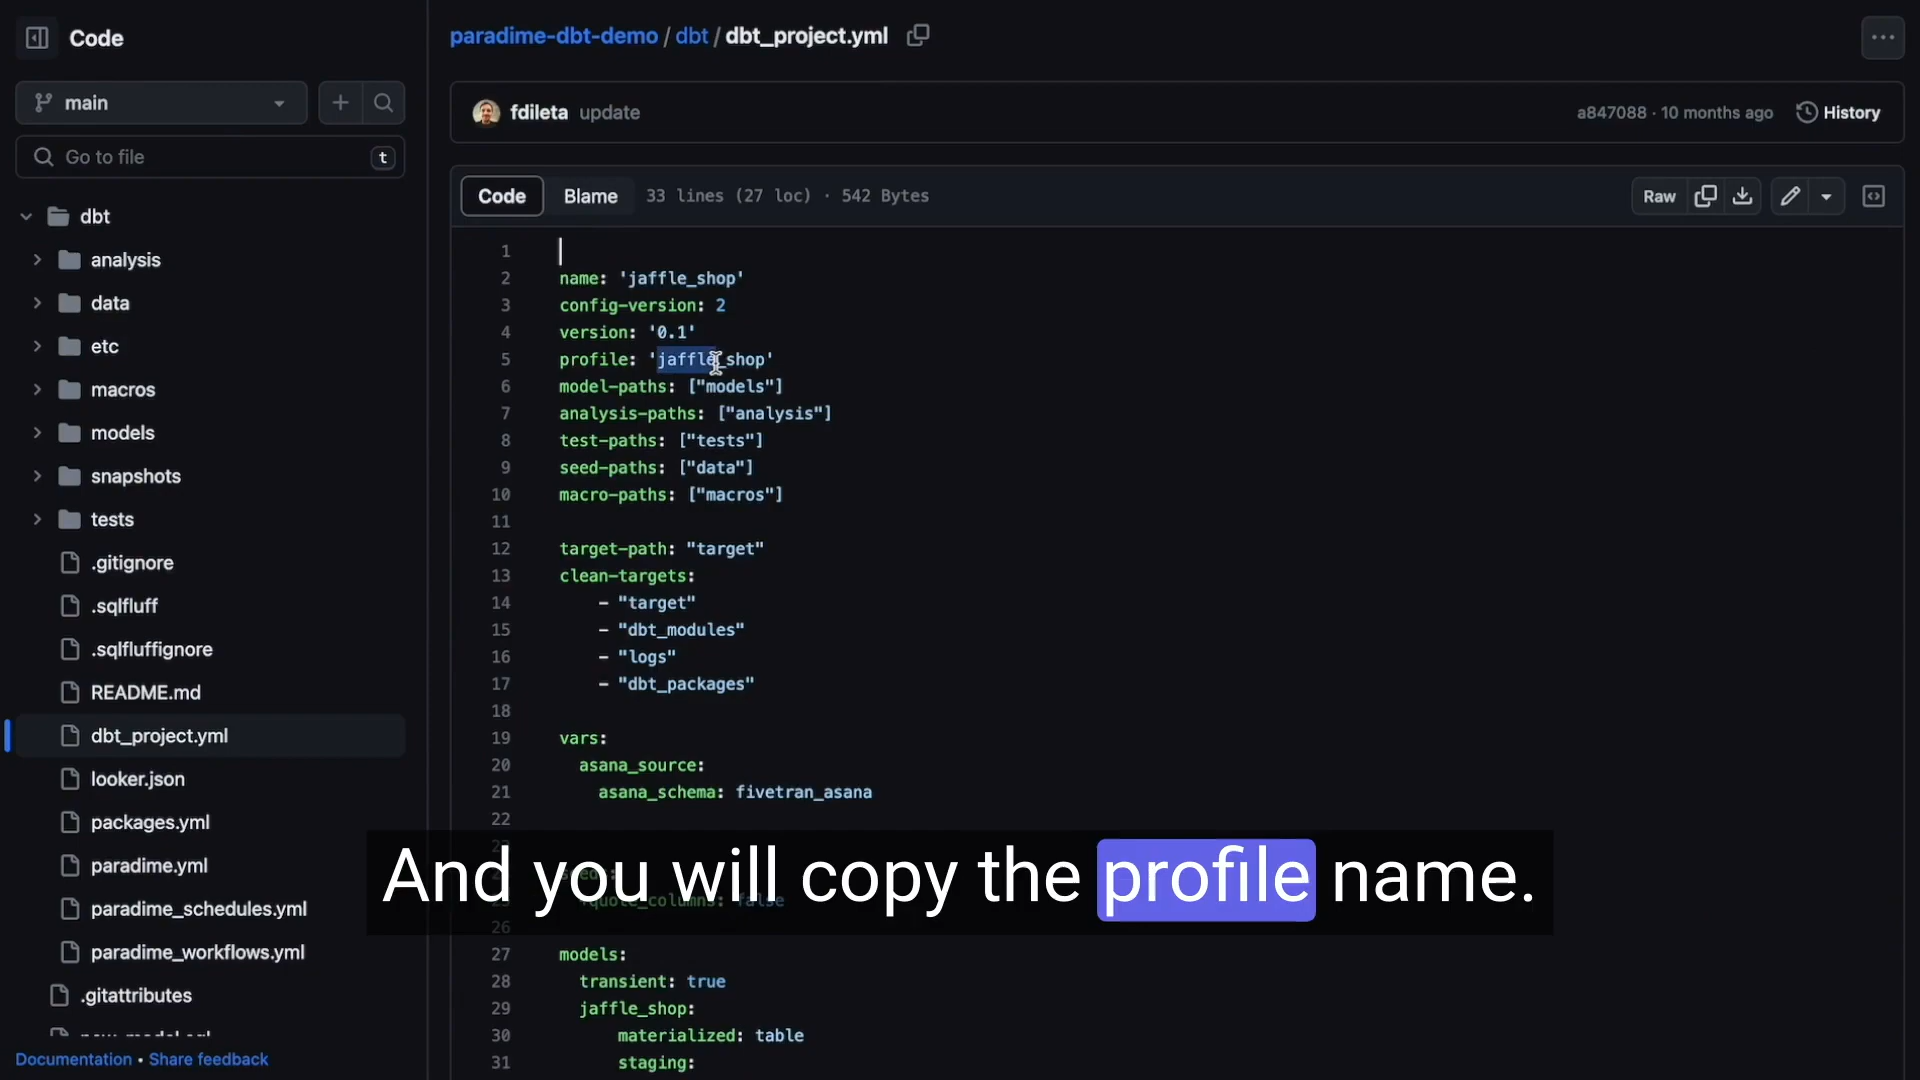 Code
main
Go to file
t
dbt
analysis
data
etc
macros
models
snapshots
tests
.gitignore
.sqlfluff
.sqlfluffignore
README.md
dbt_project.yml
looker.json
packages.yml
paradime.yml
paradime_schedules.yml
paradime_workflows.yml
.gitattributes
Documentation • Share feedback
paradime-dbt-demo / dbt / dbt_project.yml
fdileta update
a847088 · 10 months ago
History
Code
Blame
33 lines (27 loc) · 542 Bytes
Raw
1
2 name: 'jaffle_shop'
3 config-version: 2
4 version: '0.1'
5 profile: 'jaffle_shop'
6 model-paths: ["models"]
7 analysis-paths: ["analysis"]
8 test-paths: ["tests"]
9 seed-paths: ["data"]
10 macro-paths: ["macros"]
11
12 target-path: "target"
13 clean-targets:
14 - "target"
15 - "dbt_modules"
16 - "logs"
17 - "dbt_packages"
18
19 vars:
20 asana_source:
21 asana_schema: fivetran_asana
22
And you will copy the profile name.
quote_columns: false
26
27 models:
28 transient: true
29 jaffle_shop:
30 materialized: table
31 staging: